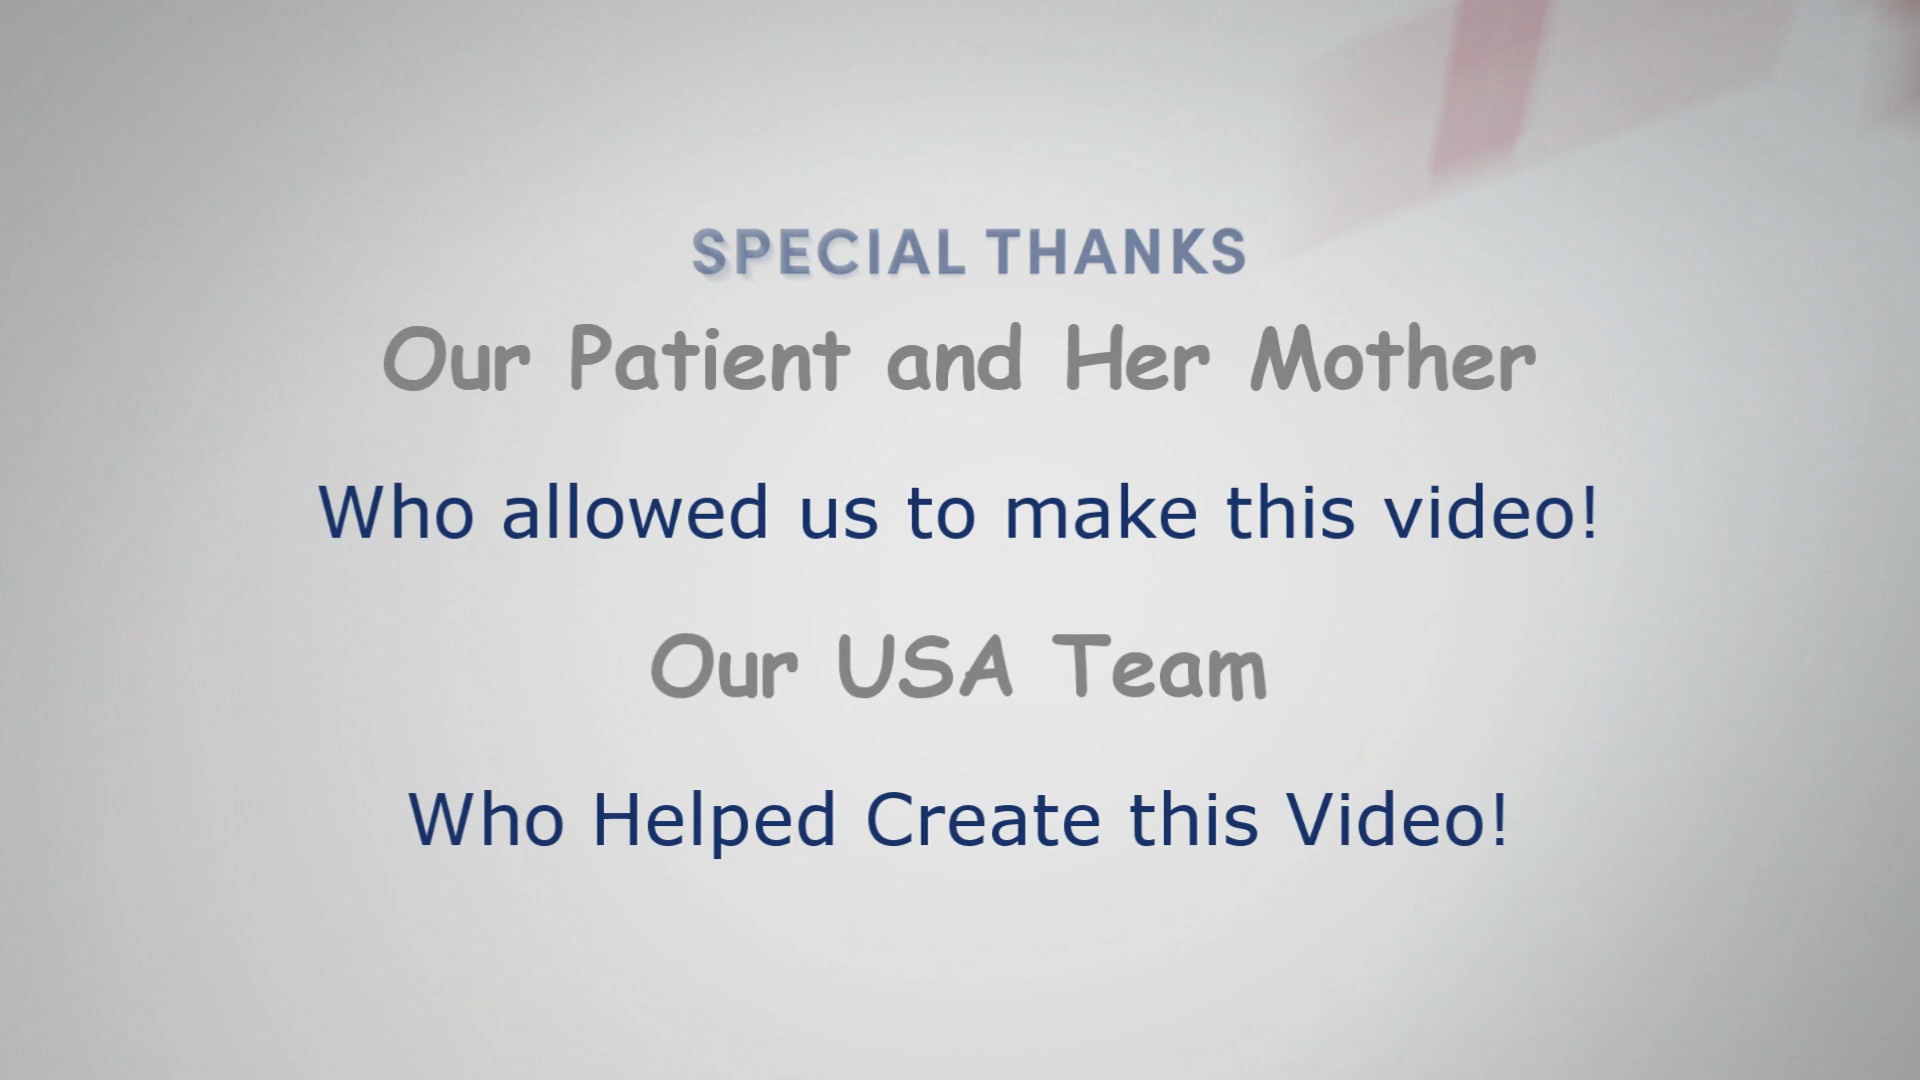 SPECIAL THANKS
Our Patient and Her Mother
Who allowed us to make this video!
Our USA Team
Who Helped Create this Video!